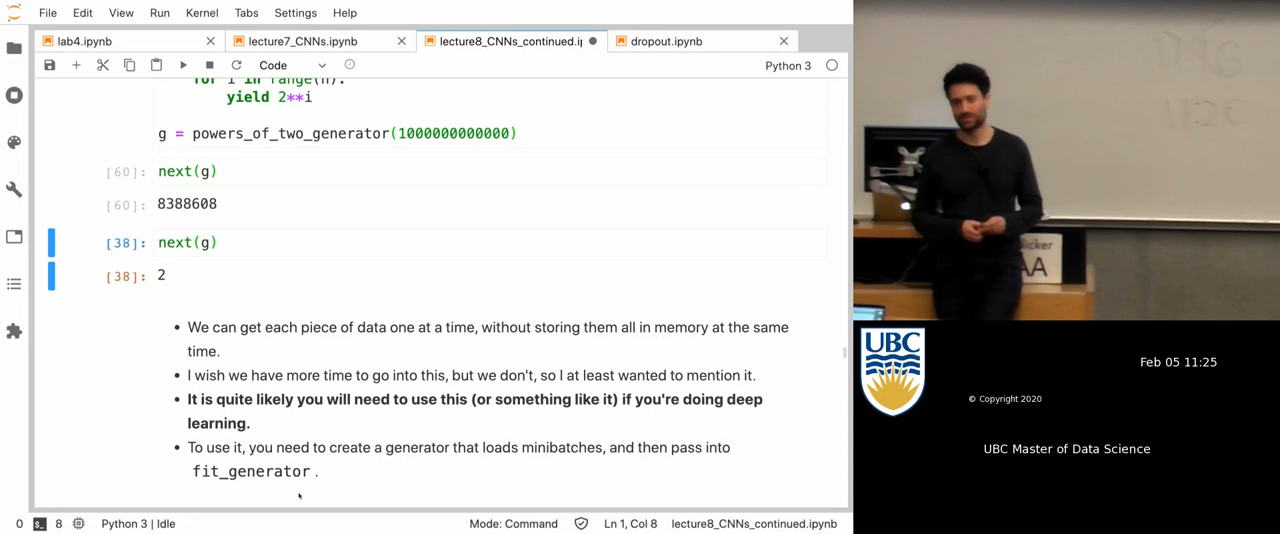 File Edit View Run Kernel Tabs Settings Help
lab4.ipynb lecture7_CNNs.ipynb lecture8_CNNs_continued.i dropout.ipynb
Code Python 3
for i in range(n):
yield 2**i
g = powers_of_two_generator(1000000000000)
[60]: next(g)
[60]: 8388608
[38]: next(g)
[38]: 2
• We can get each piece of data one at a time, without storing them all in memory at the same
time.
• I wish we have more time to go into this, but we don't, so I at least wanted to mention it.
• It is quite likely you will need to use this (or something like it) if you're doing deep
learning.
• To use it, you need to create a generator that loads minibatches, and then pass into
fit_generator .
0 8 Python 3 | Idle Mode: Command Ln 1, Col 8 lecture8_CNNs_continued.ipynb
11:20
AA
UBC
Feb 05 11:25
© Copyright 2020
UBC Master of Data Science